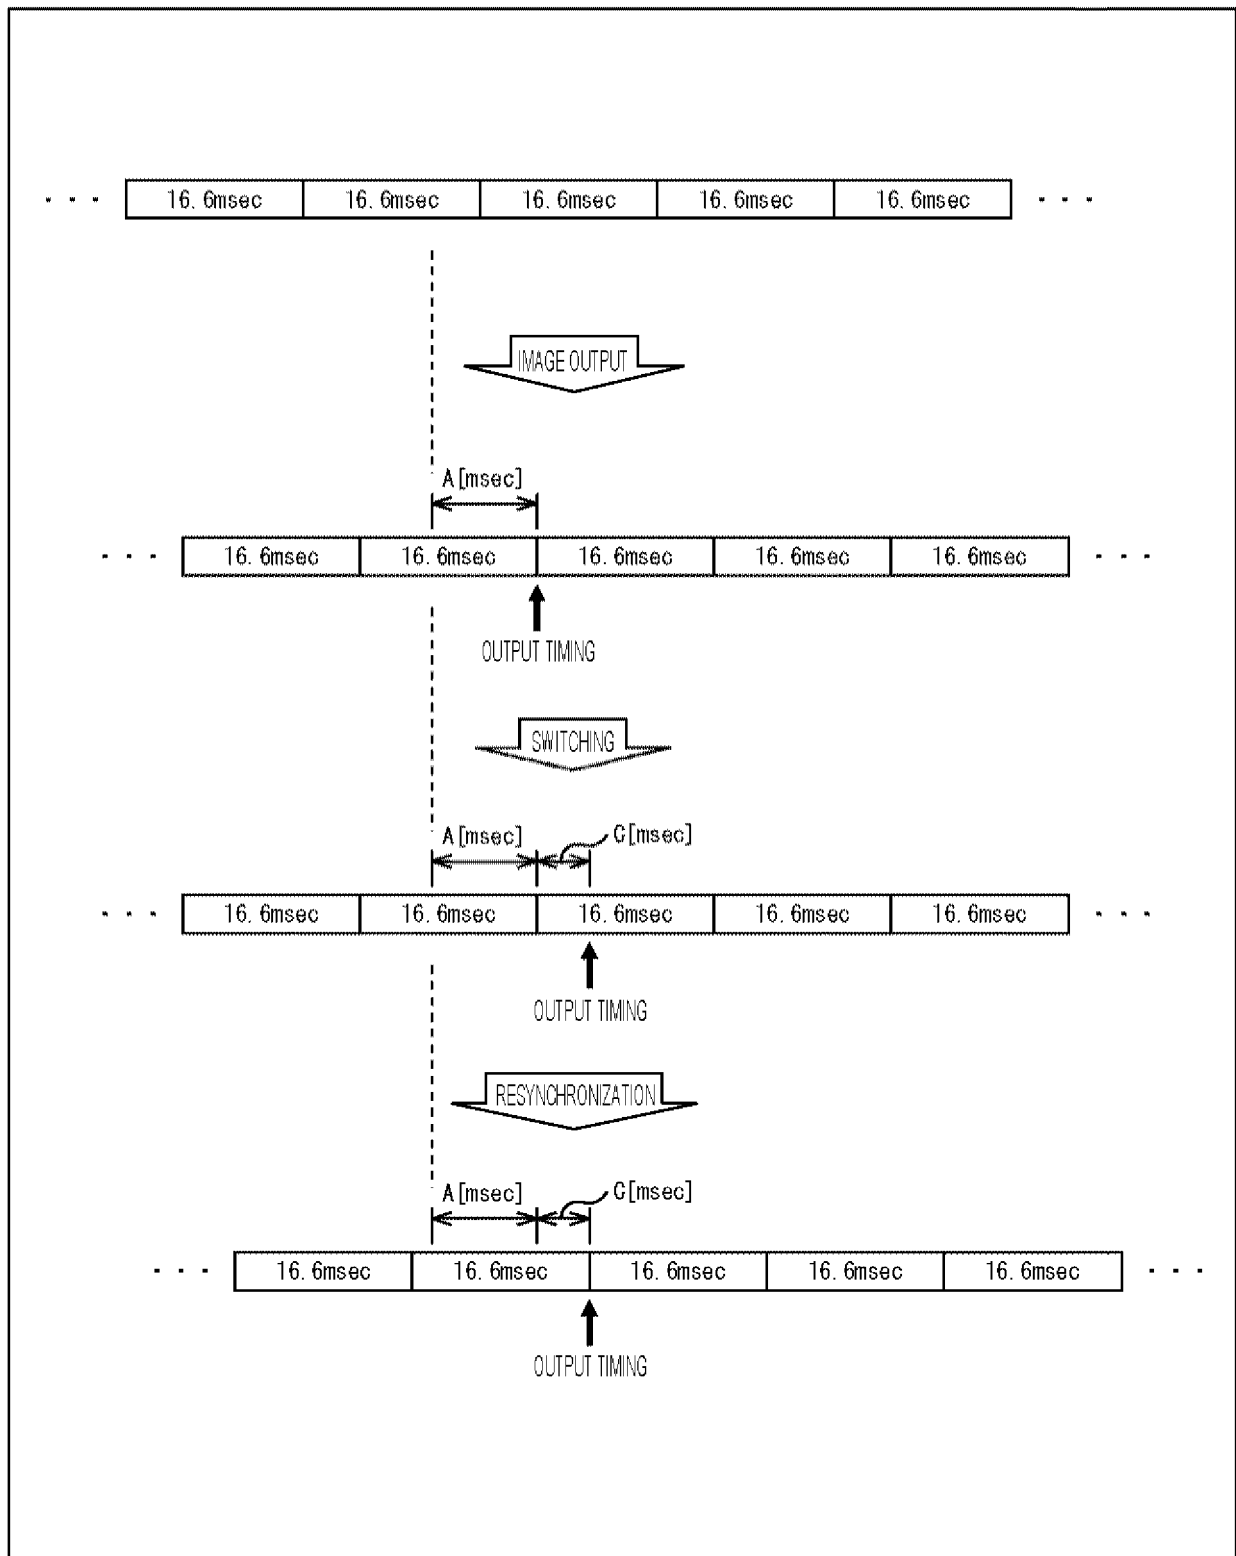 . . . 16.6msec 16.6msec 16.6msec 16.6msec 16.6msec . . .
IMAGE OUTPUT
A[msec]
. . . 16.6msec 16.6msec 16.6msec 16.6msec 16.6msec . . .
OUTPUT TIMING
SWITCHING
A[msec] C[msec]
. . . 16.6msec 16.6msec 16.6msec 16.6msec 16.6msec . . .
OUTPUT TIMING
RESYNCHRONIZATION
A[msec] C[msec]
. . . 16.6msec 16.6msec 16.6msec 16.6msec 16.6msec . . .
OUTPUT TIMING